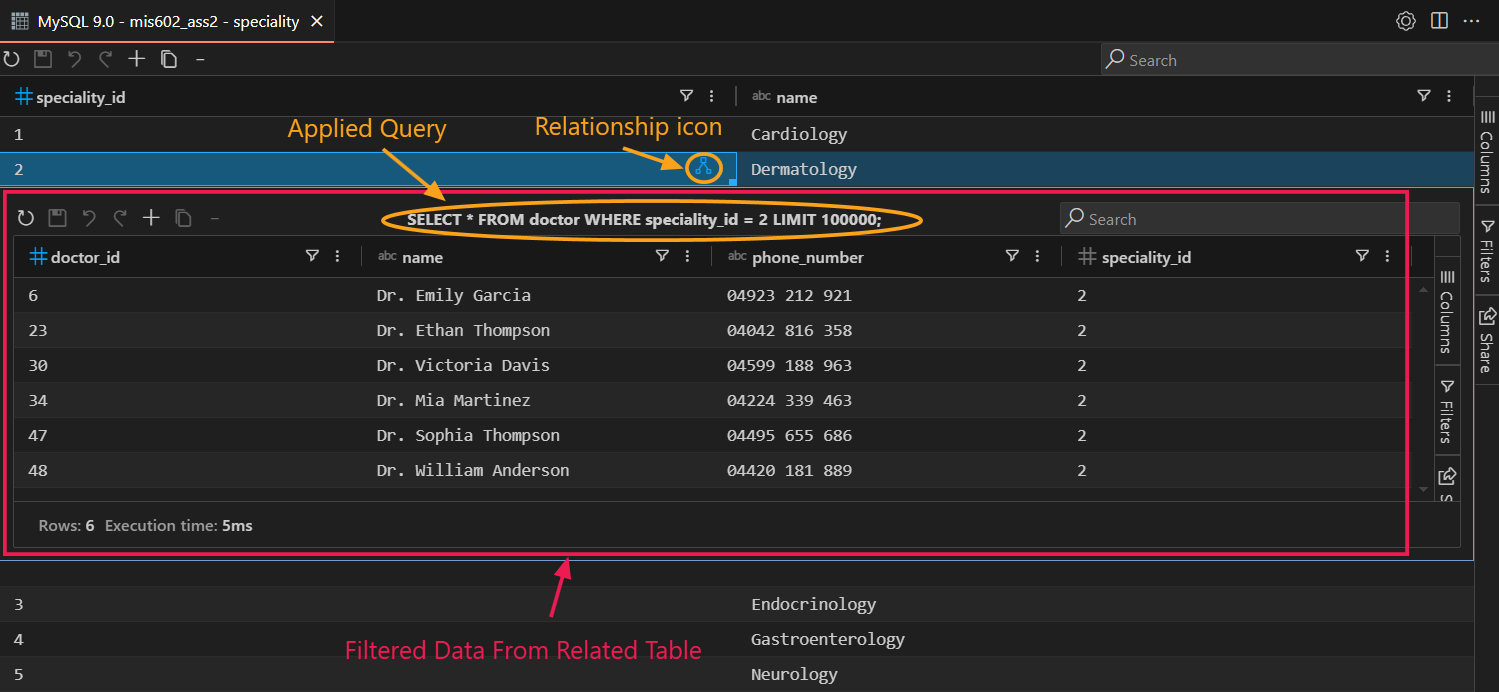 MySQL 9.0 - mis602_ass2 - speciality
Search
speciality_id abc name
1 Cardiology
Applied Query
Relationship icon
2 Dermatology
SELECT * FROM doctor WHERE speciality_id = 2 LIMIT 100000;
Search
doctor_id abc name abc phone_number speciality_id
6 Dr. Emily Garcia 04923 212 921 2
23 Dr. Ethan Thompson 04042 816 358 2
30 Dr. Victoria Davis 04599 188 963 2
34 Dr. Mia Martinez 04224 339 463 2
47 Dr. Sophia Thompson 04495 655 686 2
48 Dr. William Anderson 04420 181 889 2
Rows: 6 Execution time: 5ms
Columns
Filters
Columns
Filters
Share
3 Endocrinology
4 Gastroenterology
Filtered Data From Related Table
5 Neurology